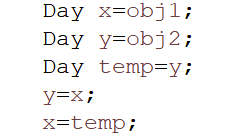 Day x=obj1;
Day y=obj2;
Day temp=y;
y=x;
x=temp;